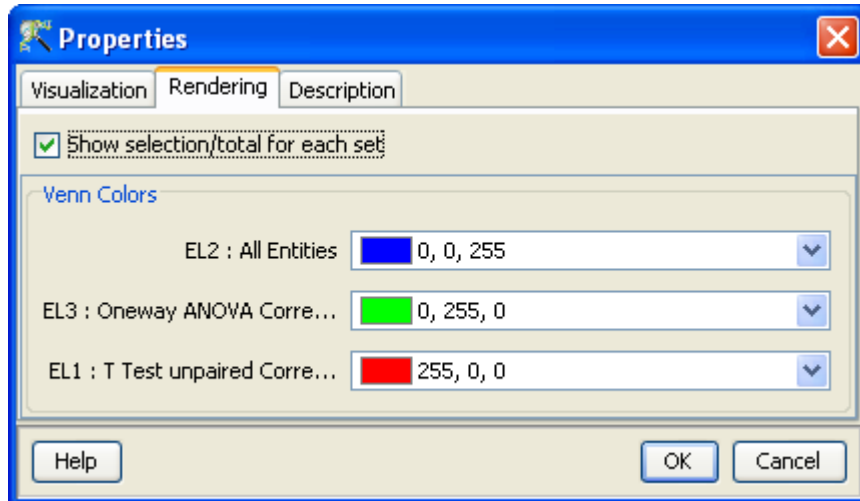 Properties
Visualization Rendering Description
Show selection/total for each set
Venn Colors
EL2 : All Entities 0, 0, 255
EL3 : Oneway ANOVA Corre... 0, 255, 0
EL1 : T Test unpaired Corre... 255, 0, 0
Help OK Cancel